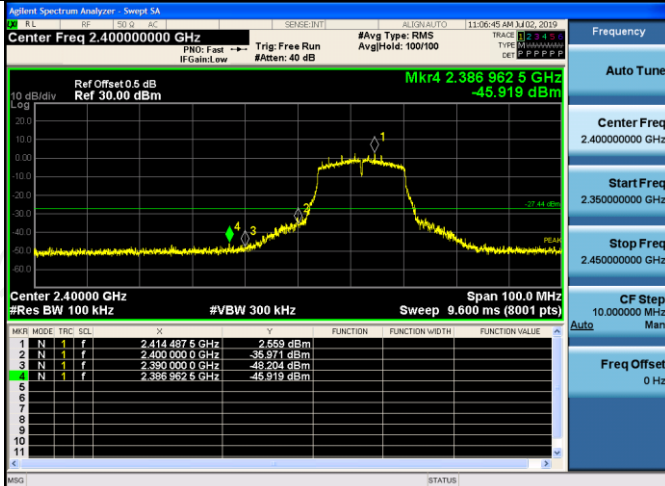 Agilent Spectrum Analyzer - Swept SA
RL RF 50 Ω AC SENSE:INT ALIGN AUTO 11:06:45 AM Jul 02, 2019
Center Freq 2.400000000 GHz
PNO: Fast
IFGain:Low
Trig: Free Run
#Atten: 40 dB
#Avg Type: RMS
Avg|Hold: 100/100
TRACE 1 2 3 4 5 6
TYPE M
DET P P P P P P
Frequency
Mkr4 2.386 962 5 GHz
-45.919 dBm
Ref Offset 0.5 dB
10 dB/div Ref 30.00 dBm
Log
20.0
10.0
0.00
-10.0
-20.0
-30.0
-40.0
-50.0
-60.0
1
2
3
4
-27.44 dBm
PEAK
Center 2.40000 GHz Span 100.0 MHz
#Res BW 100 kHz #VBW 300 kHz Sweep 9.600 ms (8001 pts)
MKR MODE TRC SCL X Y FUNCTION FUNCTION WIDTH FUNCTION VALUE
1 N 1 f 2.414 487 5 GHz 2.559 dBm
2 N 1 f 2.400 000 0 GHz -35.971 dBm
3 N 1 f 2.390 000 0 GHz -48.204 dBm
4 N 1 f 2.386 962 5 GHz -45.919 dBm
5
6
7
8
9
10
11
MSG STATUS
Auto Tune
Center Freq
2.400000000 GHz
Start Freq
2.350000000 GHz
Stop Freq
2.450000000 GHz
CF Step
10.000000 MHz
Auto Man
Freq Offset
0 Hz